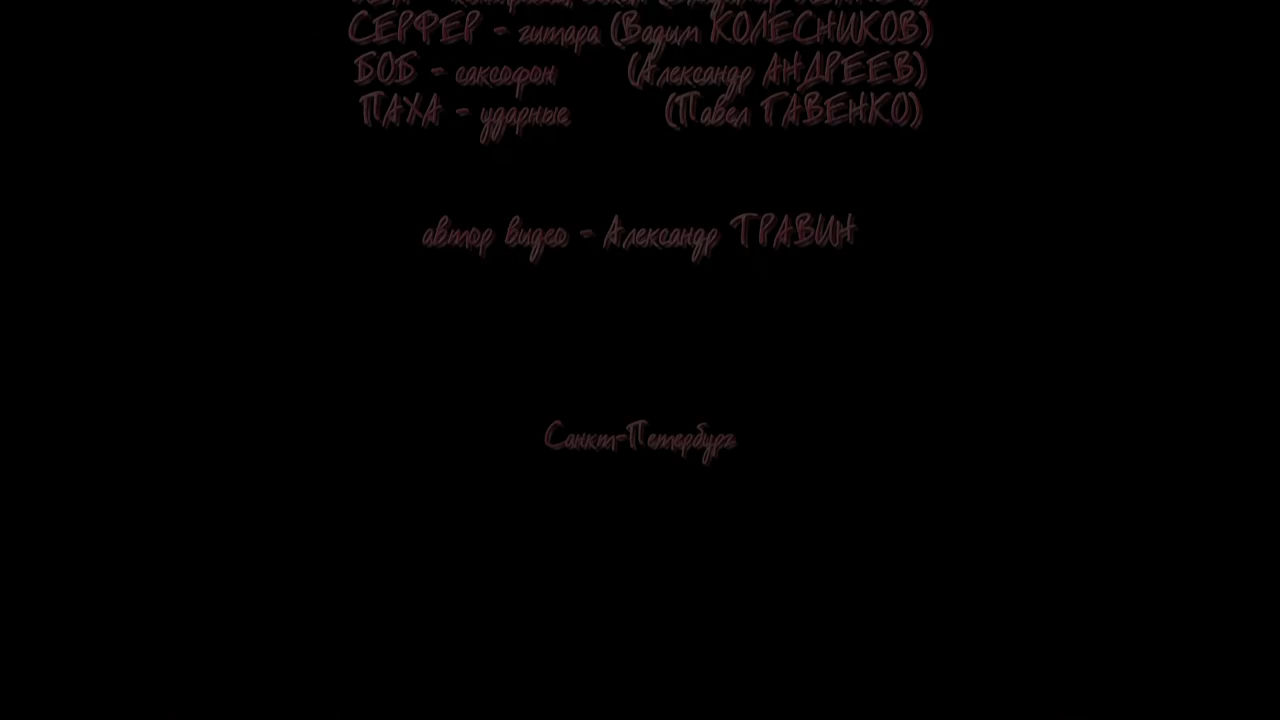 СЕРФЕР - гитара (Вадим КОЛЕСНИКОВ)
БОБ - саксофон (Александр АНДРЕЕВ)
ПАХА - ударные (Павел ГАВЕНКО)
автор видео - Александр ТРАВИН
Санкт-Петербург